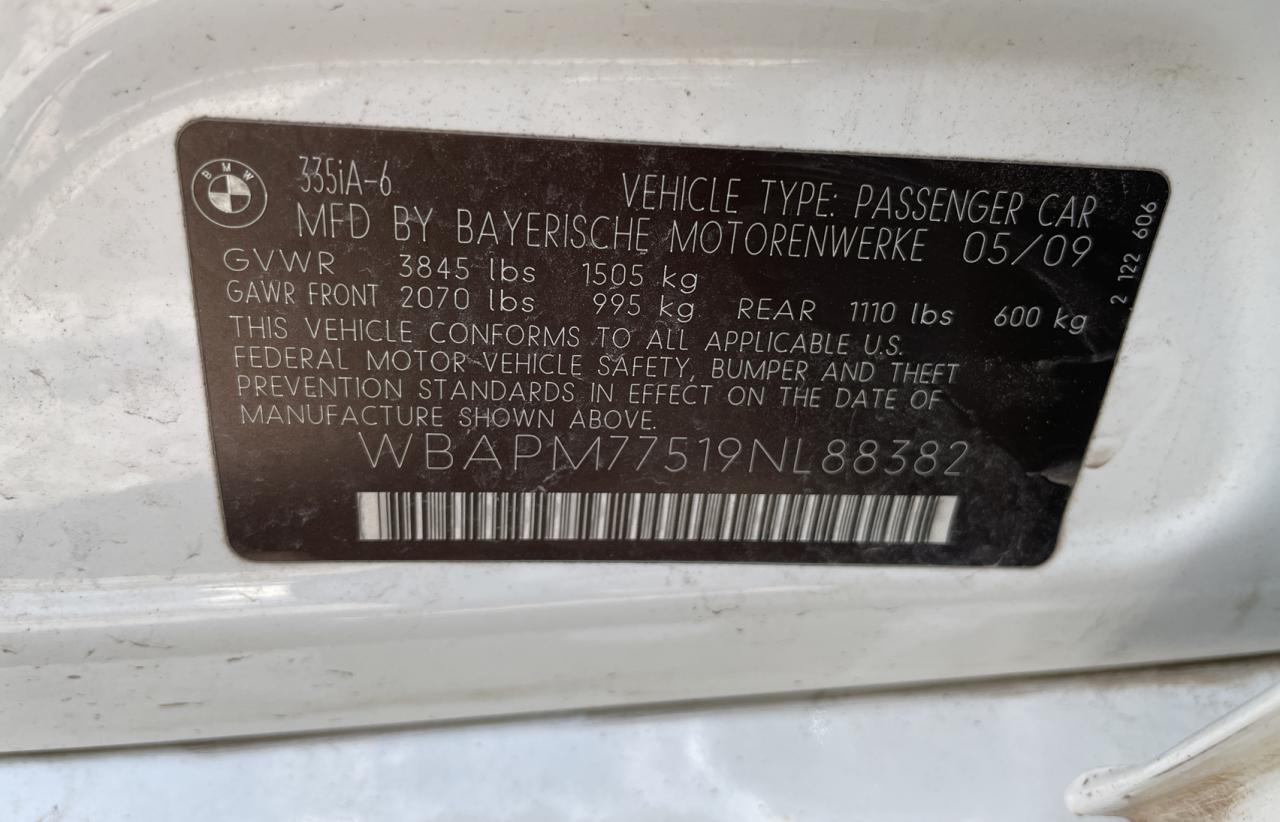 BMW
335iA-6
VEHICLE TYPE: PASSENGER CAR
MFD BY BAYERISCHE MOTORENWERKE 05/09
GVWR 3845 lbs 1505 kg
GAWR FRONT 2070 lbs 995 kg REAR 1110 lbs 600 kg
THIS VEHICLE CONFORMS TO ALL APPLICABLE U.S.
FEDERAL MOTOR VEHICLE SAFETY, BUMPER AND THEFT
PREVENTION STANDARDS IN EFFECT ON THE DATE OF
MANUFACTURE SHOWN ABOVE.
WBAPM77519NL88382
2 122 606